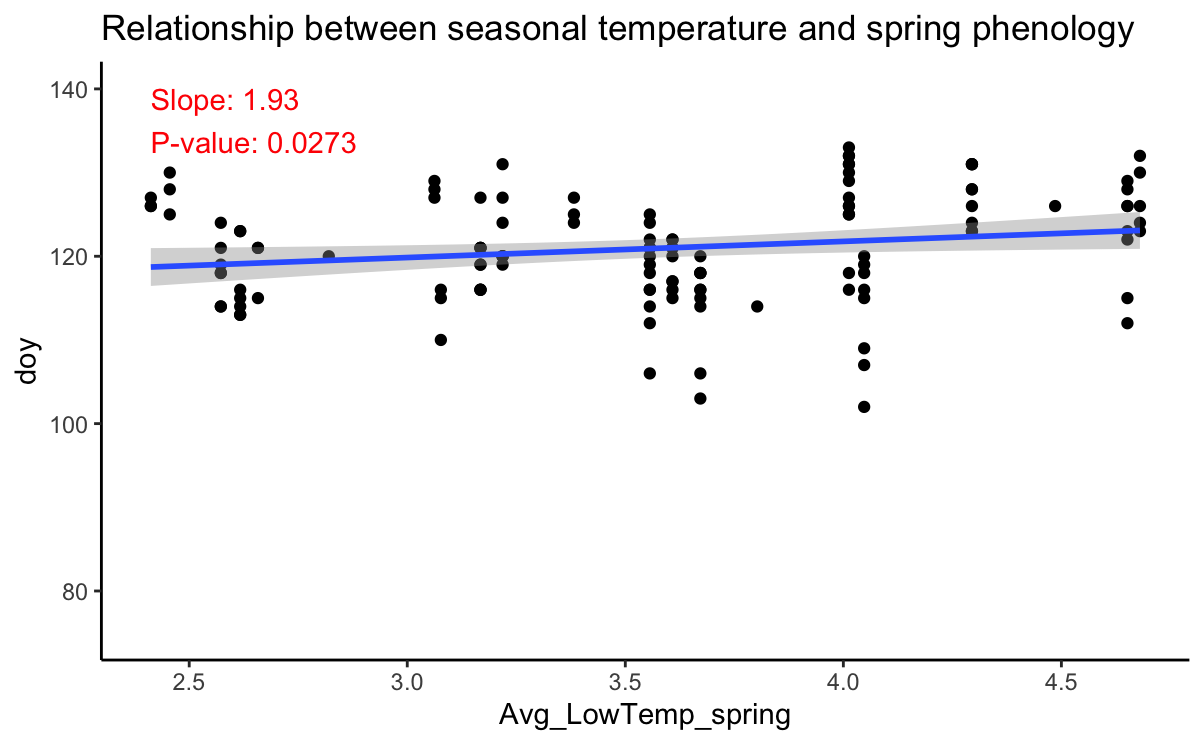 Relationship between seasonal temperature and spring phenology
Slope: 1.93
P-value: 0.0273
140
120
100
80
doy
2.5 3.0 3.5 4.0 4.5
Avg_LowTemp_spring